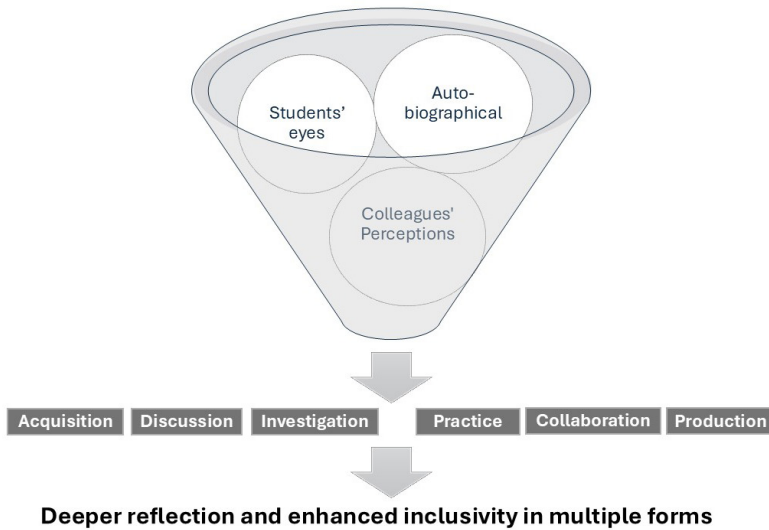 Students'
eyes
Auto-
biographical
Colleagues'
Perceptions
Acquisition Discussion Investigation Practice Collaboration Production
Deeper reflection and enhanced inclusivity in multiple forms